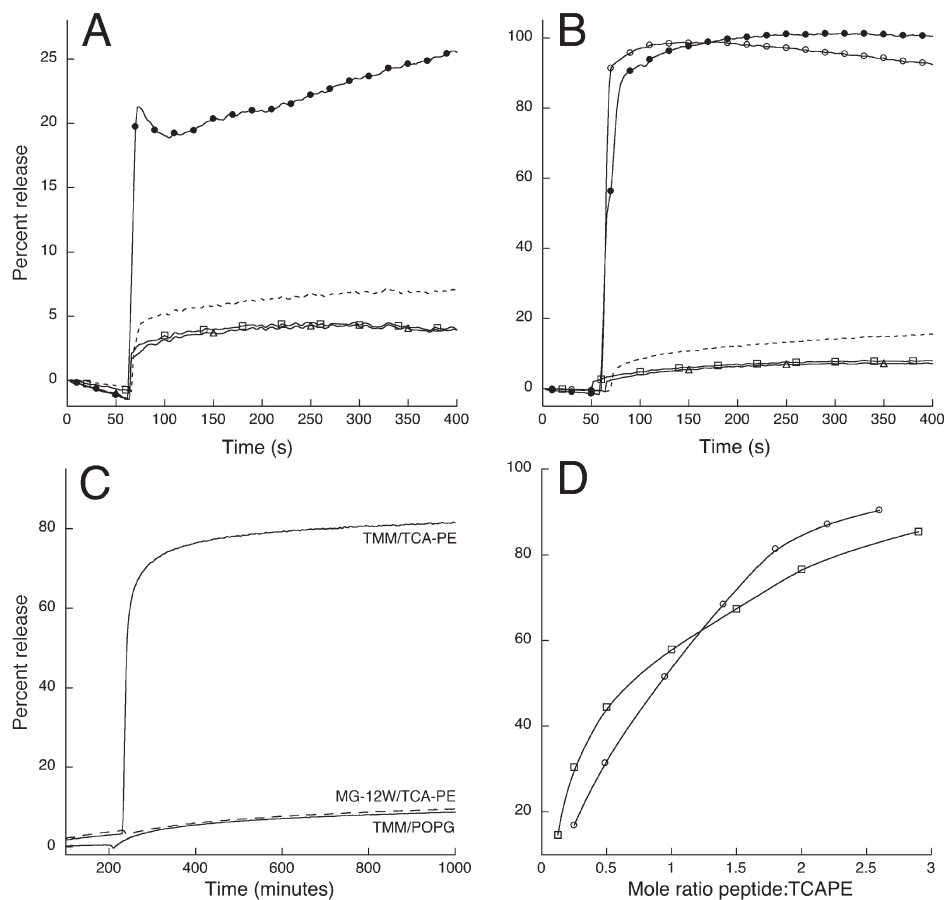 A
Percent release
25
20
15
10
5
0
0 50 100 150 200 250 300 350 400
Time (s)
B
100
80
60
40
20
0
0 50 100 150 200 250 300 350 400
Time (s)
C
Percent release
80
60
40
20
0
TMM/TCA-PE
MG-12W/TCA-PE
TMM/POPG
200 400 600 800 1000
Time (minutes)
D
100
80
60
40
20
0 0.5 1 1.5 2 2.5 3
Mole ratio peptide:TCAPE